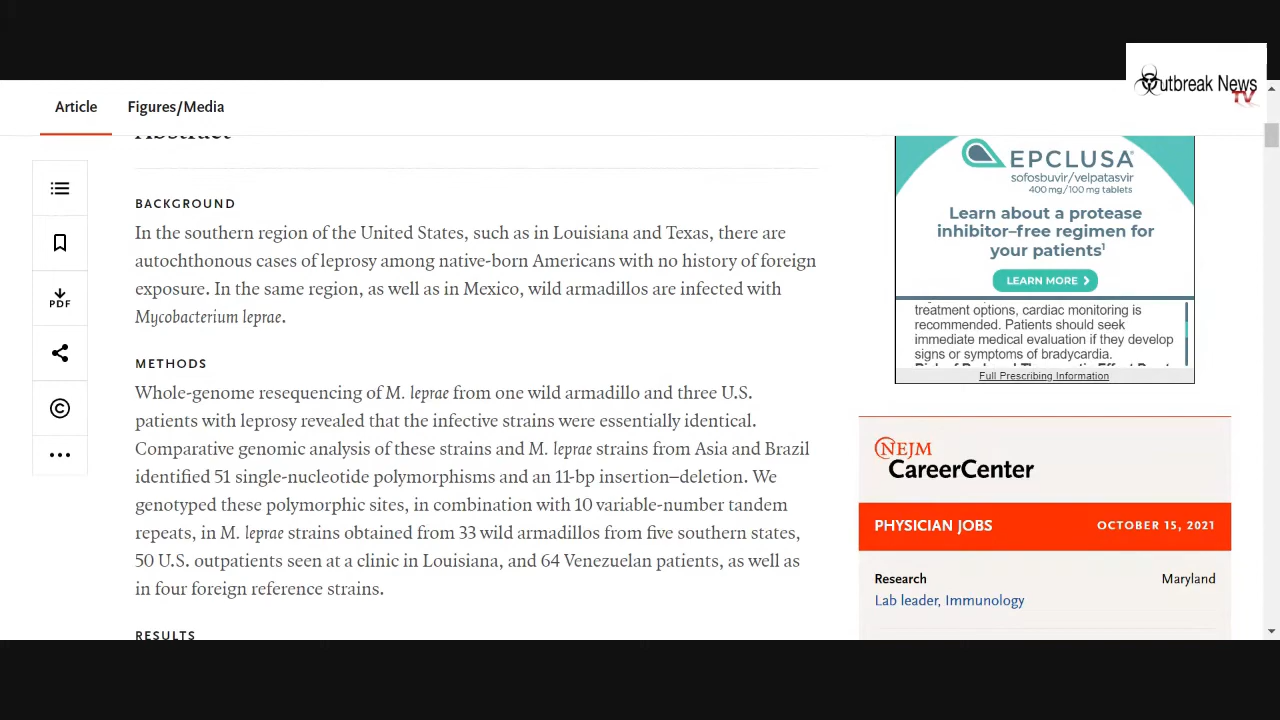 Outbreak News
TV
Article
Figures/Media
Abstract
BACKGROUND
In the southern region of the United States, such as in Louisiana and Texas, there are
autochthonous cases of leprosy among native-born Americans with no history of foreign
exposure. In the same region, as well as in Mexico, wild armadillos are infected with
Mycobacterium leprae.
METHODS
Whole-genome resequencing of M. leprae from one wild armadillo and three U.S.
patients with leprosy revealed that the infective strains were essentially identical.
Comparative genomic analysis of these strains and M. leprae strains from Asia and Brazil
identified 51 single-nucleotide polymorphisms and an 11-bp insertion–deletion. We
genotyped these polymorphic sites, in combination with 10 variable-number tandem
repeats, in M. leprae strains obtained from 33 wild armadillos from five southern states,
50 U.S. outpatients seen at a clinic in Louisiana, and 64 Venezuelan patients, as well as
in four foreign reference strains.
RESULTS
PDF
EPCLUSA®
sofosbuvir/velpatasvir
400 mg/100 mg tablets
Learn about a protease
inhibitor–free regimen for
your patients¹
LEARN MORE
treatment options, cardiac monitoring is
recommended. Patients should seek
immediate medical evaluation if they develop
signs or symptoms of bradycardia.
Full Prescribing Information
NEJM
CareerCenter
PHYSICIAN JOBS
OCTOBER 15, 2021
Research
Maryland
Lab leader, Immunology